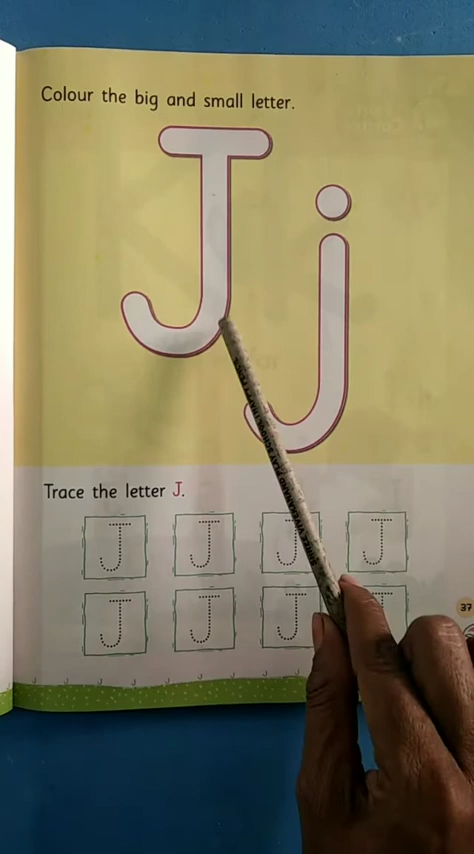 Colour the big and small letter.
J j
Trace the letter J.
J J J J
J J J J
37